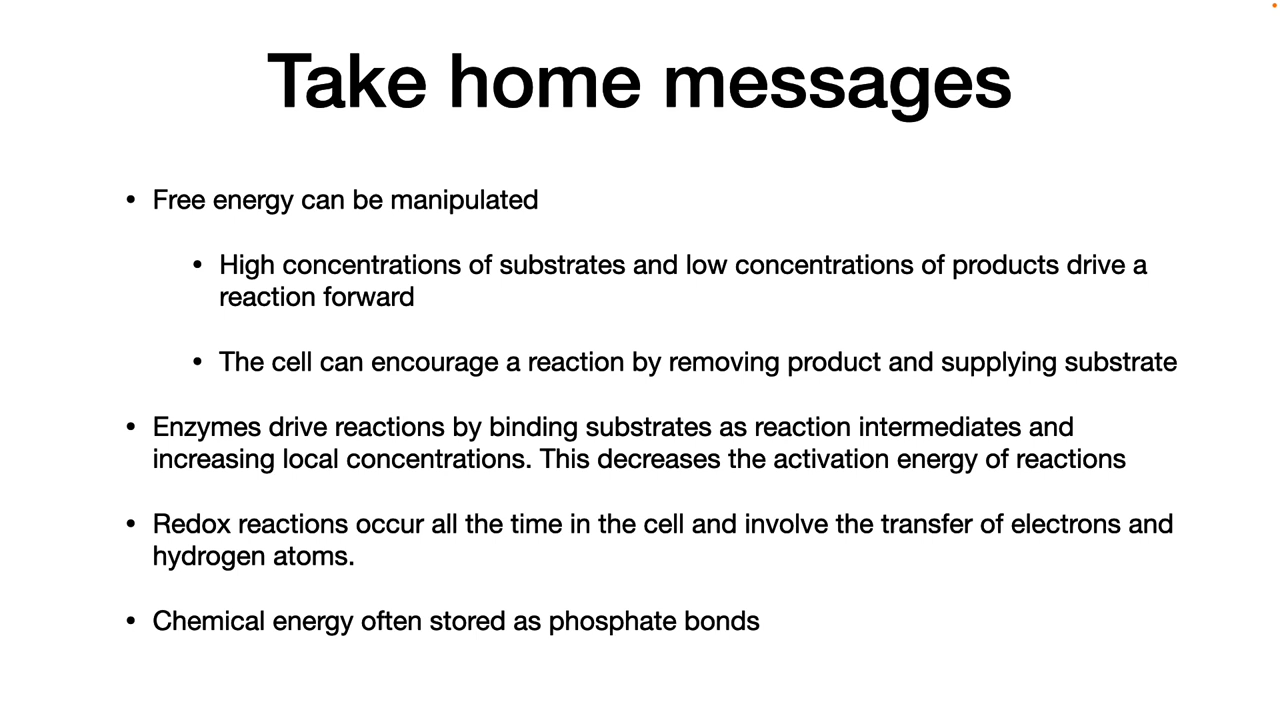 Take home messages
• Free energy can be manipulated
• High concentrations of substrates and low concentrations of products drive a
reaction forward
• The cell can encourage a reaction by removing product and supplying substrate
• Enzymes drive reactions by binding substrates as reaction intermediates and
increasing local concentrations. This decreases the activation energy of reactions
• Redox reactions occur all the time in the cell and involve the transfer of electrons and
hydrogen atoms.
• Chemical energy often stored as phosphate bonds